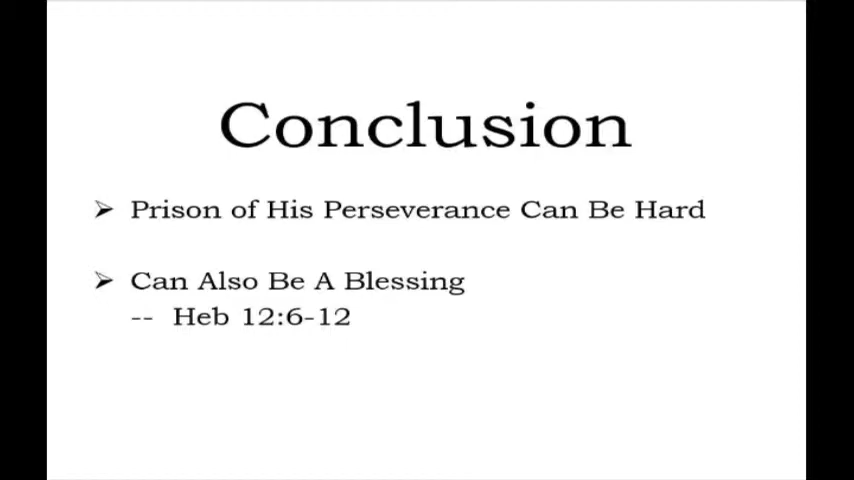 Conclusion
➢ Prison of His Perseverance Can Be Hard
➢ Can Also Be A Blessing
-- Heb 12:6-12